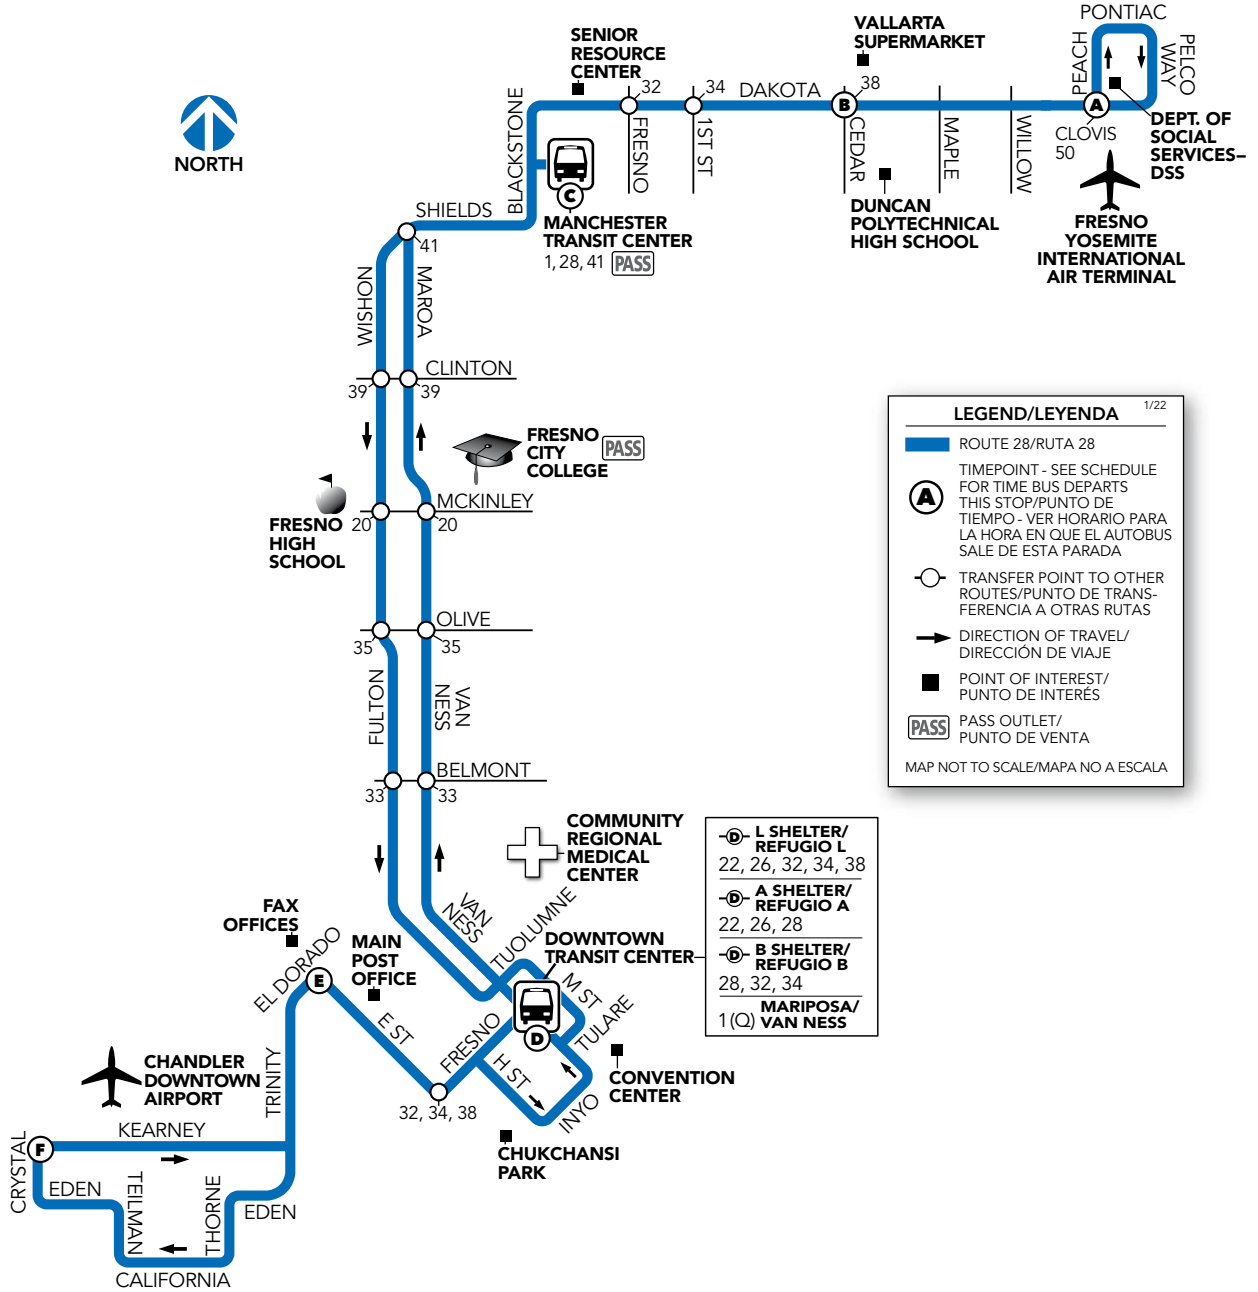 PONTIAC
PEACH
PELCO
WAY
VALLARTA
SUPERMARKET
SENIOR
RESOURCE
CENTER
32
34
DAKOTA
38
B
A
BLACKSTONE
FRESNO
1ST ST
CEDAR
MAPLE
WILLOW
CLOVIS
50
DEPT. OF
SOCIAL
SERVICES–
DSS
NORTH
C
MANCHESTER
TRANSIT CENTER
1, 28, 41 PASS
DUNCAN
POLYTECHNICAL
HIGH SCHOOL
FRESNO
YOSEMITE
INTERNATIONAL
AIR TERMINAL
SHIELDS
41
WISHON
MAROA
CLINTON
39
39
FRESNO
CITY
COLLEGE
PASS
MCKINLEY
20
20
FRESNO
HIGH
SCHOOL
OLIVE
35
35
FULTON
VAN
NESS
BELMONT
33
33
LEGEND/LEYENDA
1/22
ROUTE 28/RUTA 28
A
TIMEPOINT - SEE SCHEDULE
FOR TIME BUS DEPARTS
THIS STOP/PUNTO DE
TIEMPO - VER HORARIO PARA
LA HORA EN QUE EL AUTOBUS
SALE DE ESTA PARADA
TRANSFER POINT TO OTHER
ROUTES/PUNTO DE TRANS-
FERENCIA A OTRAS RUTAS
DIRECTION OF TRAVEL/
DIRECCIÓN DE VIAJE
POINT OF INTEREST/
PUNTO DE INTERÉS
PASS
PASS OUTLET/
PUNTO DE VENTA
MAP NOT TO SCALE/MAPA NO A ESCALA
COMMUNITY
REGIONAL
MEDICAL
CENTER
VAN
NESS
TUOLUMNE
DOWNTOWN
TRANSIT CENTER
D L SHELTER/
REFUGIO L
22, 26, 32, 34, 38
D A SHELTER/
REFUGIO A
22, 26, 28
D B SHELTER/
REFUGIO B
28, 32, 34
1 (Q) MARIPOSA/
VAN NESS
FAX
OFFICES
EL DORADO
E
MAIN
POST
OFFICE
E ST
FRESNO
M ST
TULARE
D
H ST
INYO
32, 34, 38
CONVENTION
CENTER
CHUKCHANSI
PARK
CHANDLER
DOWNTOWN
AIRPORT
TRINITY
KEARNEY
F
CRYSTAL
EDEN
TEILMAN
THORNE
EDEN
CALIFORNIA